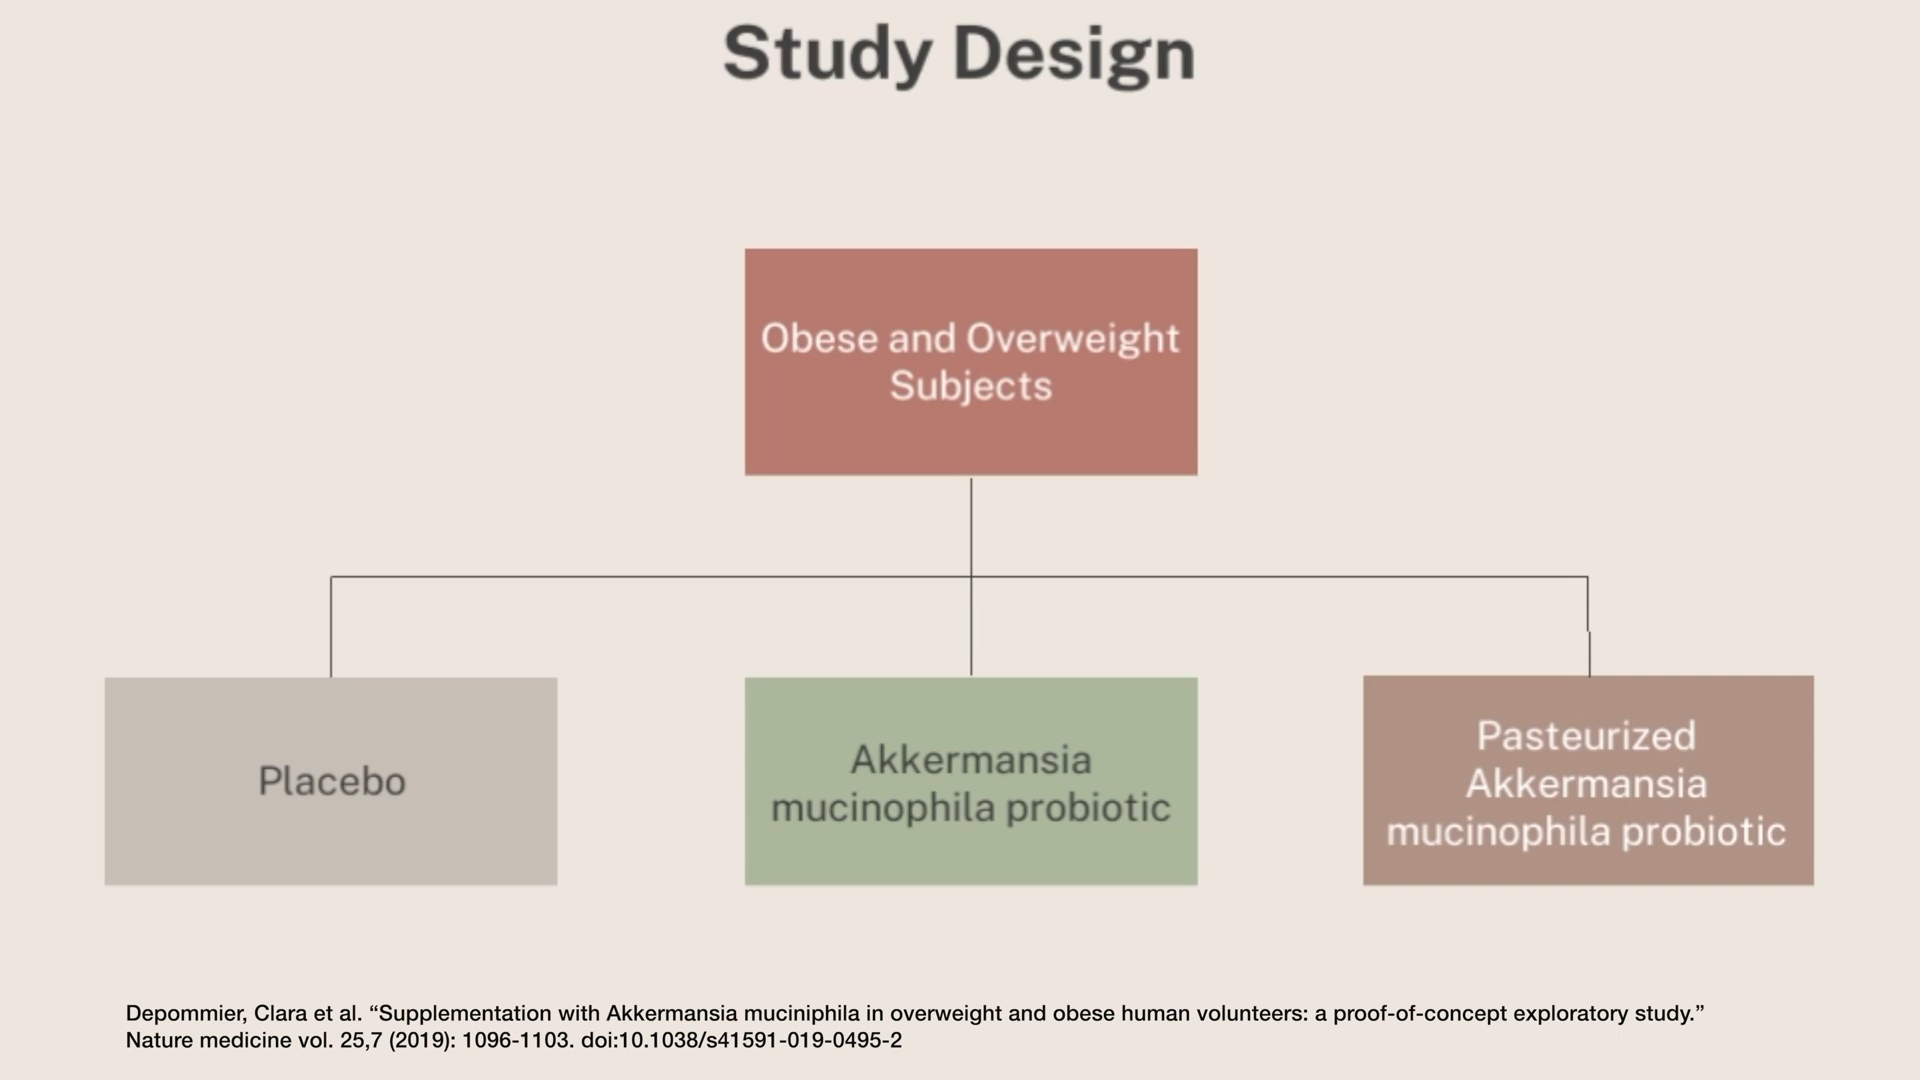 Study Design
Obese and Overweight
Subjects
Placebo
Akkermansia
mucinophila probiotic
Pasteurized
Akkermansia
mucinophila probiotic
Depommier, Clara et al. “Supplementation with Akkermansia muciniphila in overweight and obese human volunteers: a proof-of-concept exploratory study.”
Nature medicine vol. 25,7 (2019): 1096-1103. doi:10.1038/s41591-019-0495-2